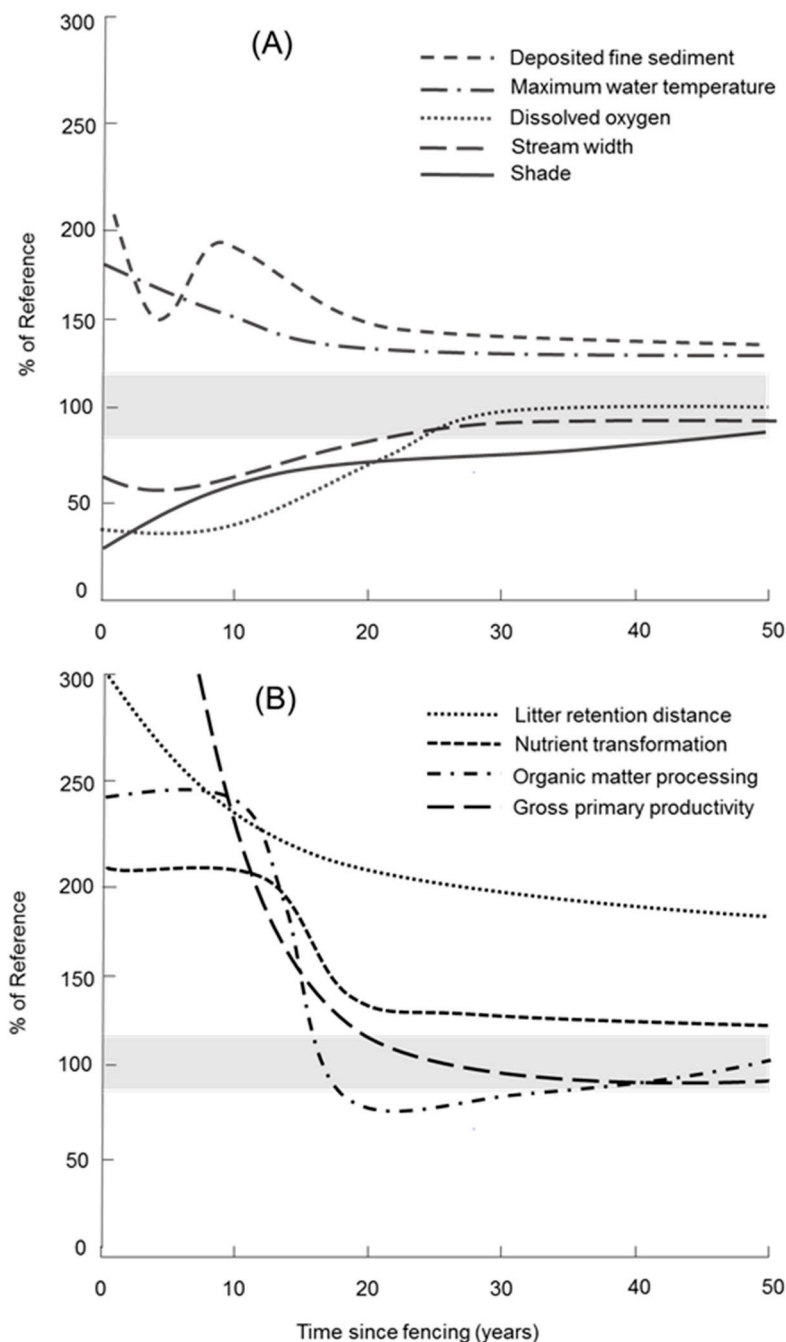 (A)
Deposited fine sediment
Maximum water temperature
Dissolved oxygen
Stream width
Shade
300
250
200
150
100
50
0
% of Reference
0 10 20 30 40 50
(B)
Litter retention distance
Nutrient transformation
Organic matter processing
Gross primary productivity
300
250
200
150
100
50
0
% of Reference
0 10 20 30 40 50
Time since fencing (years)